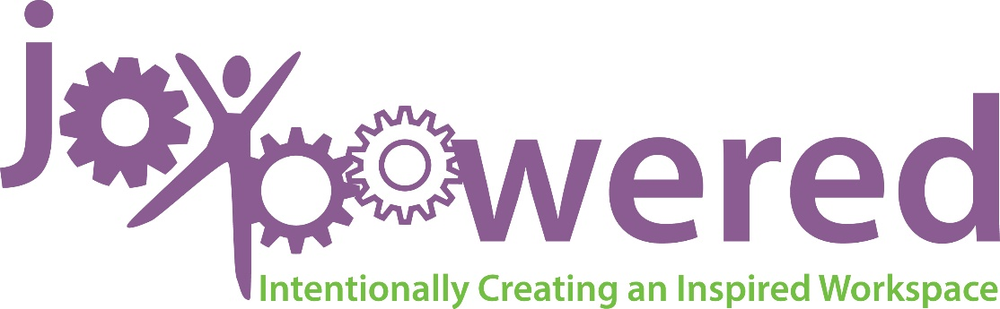 joypowered
Intentionally Creating an Inspired Workspace